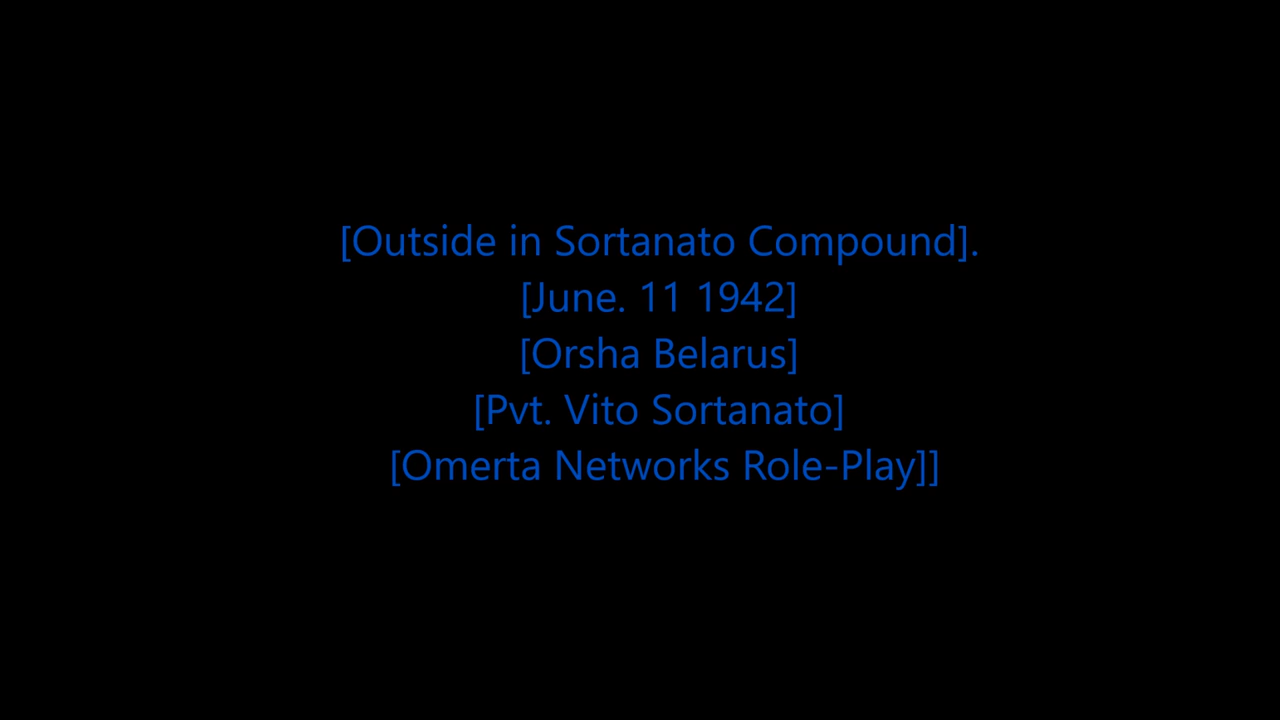 [Outside in Sortanato Compound].
[June. 11 1942]
[Orsha Belarus]
[Pvt. Vito Sortanato]
[Omerta Networks Role-Play]]